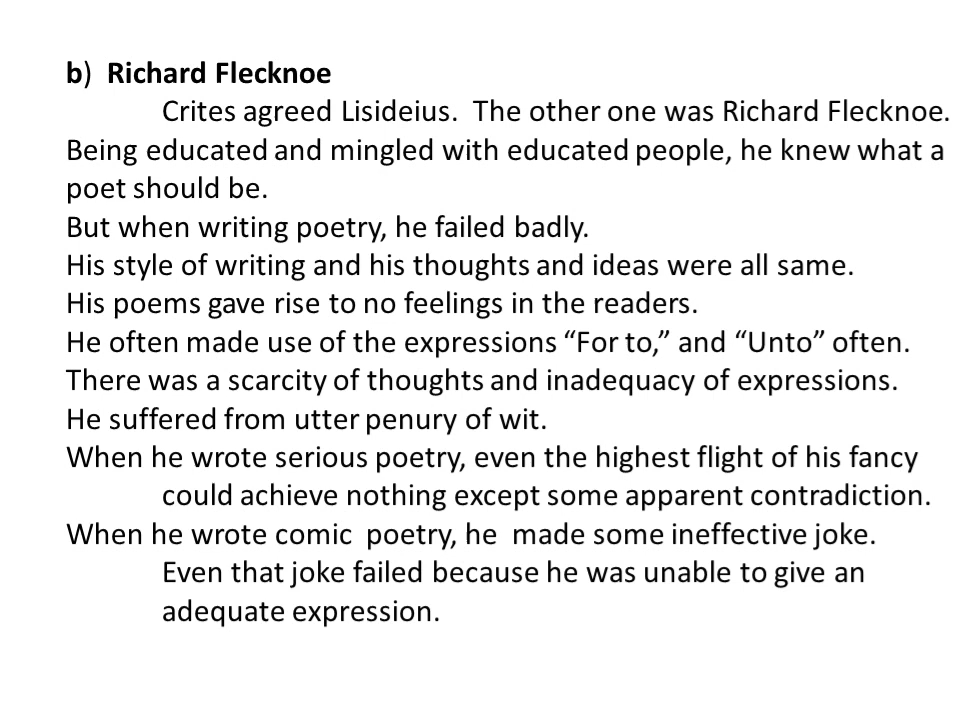 b) Richard Flecknoe
Crites agreed Lisideius. The other one was Richard Flecknoe.
Being educated and mingled with educated people, he knew what a
poet should be.
But when writing poetry, he failed badly.
His style of writing and his thoughts and ideas were all same.
His poems gave rise to no feelings in the readers.
He often made use of the expressions “For to,” and “Unto” often.
There was a scarcity of thoughts and inadequacy of expressions.
He suffered from utter penury of wit.
When he wrote serious poetry, even the highest flight of his fancy
could achieve nothing except some apparent contradiction.
When he wrote comic poetry, he made some ineffective joke.
Even that joke failed because he was unable to give an
adequate expression.